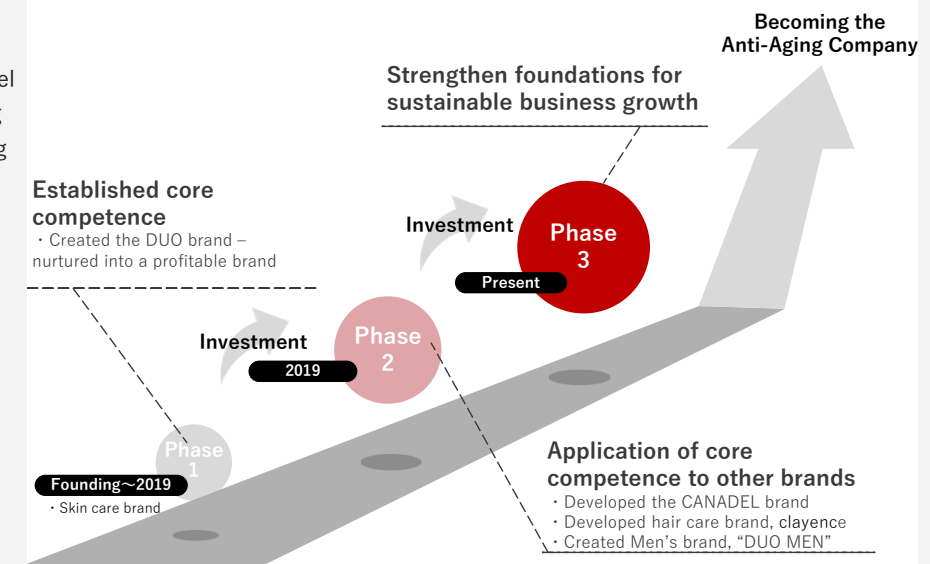 Becoming the
Anti-Aging Company
Strengthen foundations for
sustainable business growth
el
g
Established core
competence
・Created the DUO brand –
nurtured into a profitable brand
Investment
Phase
3
Present
Investment
Phase
2
2019
Phase
1
Founding～2019
・Skin care brand
Application of core
competence to other brands
・Developed the CANADEL brand
・Developed hair care brand, clayence
・Created Men’s brand, “DUO MEN”